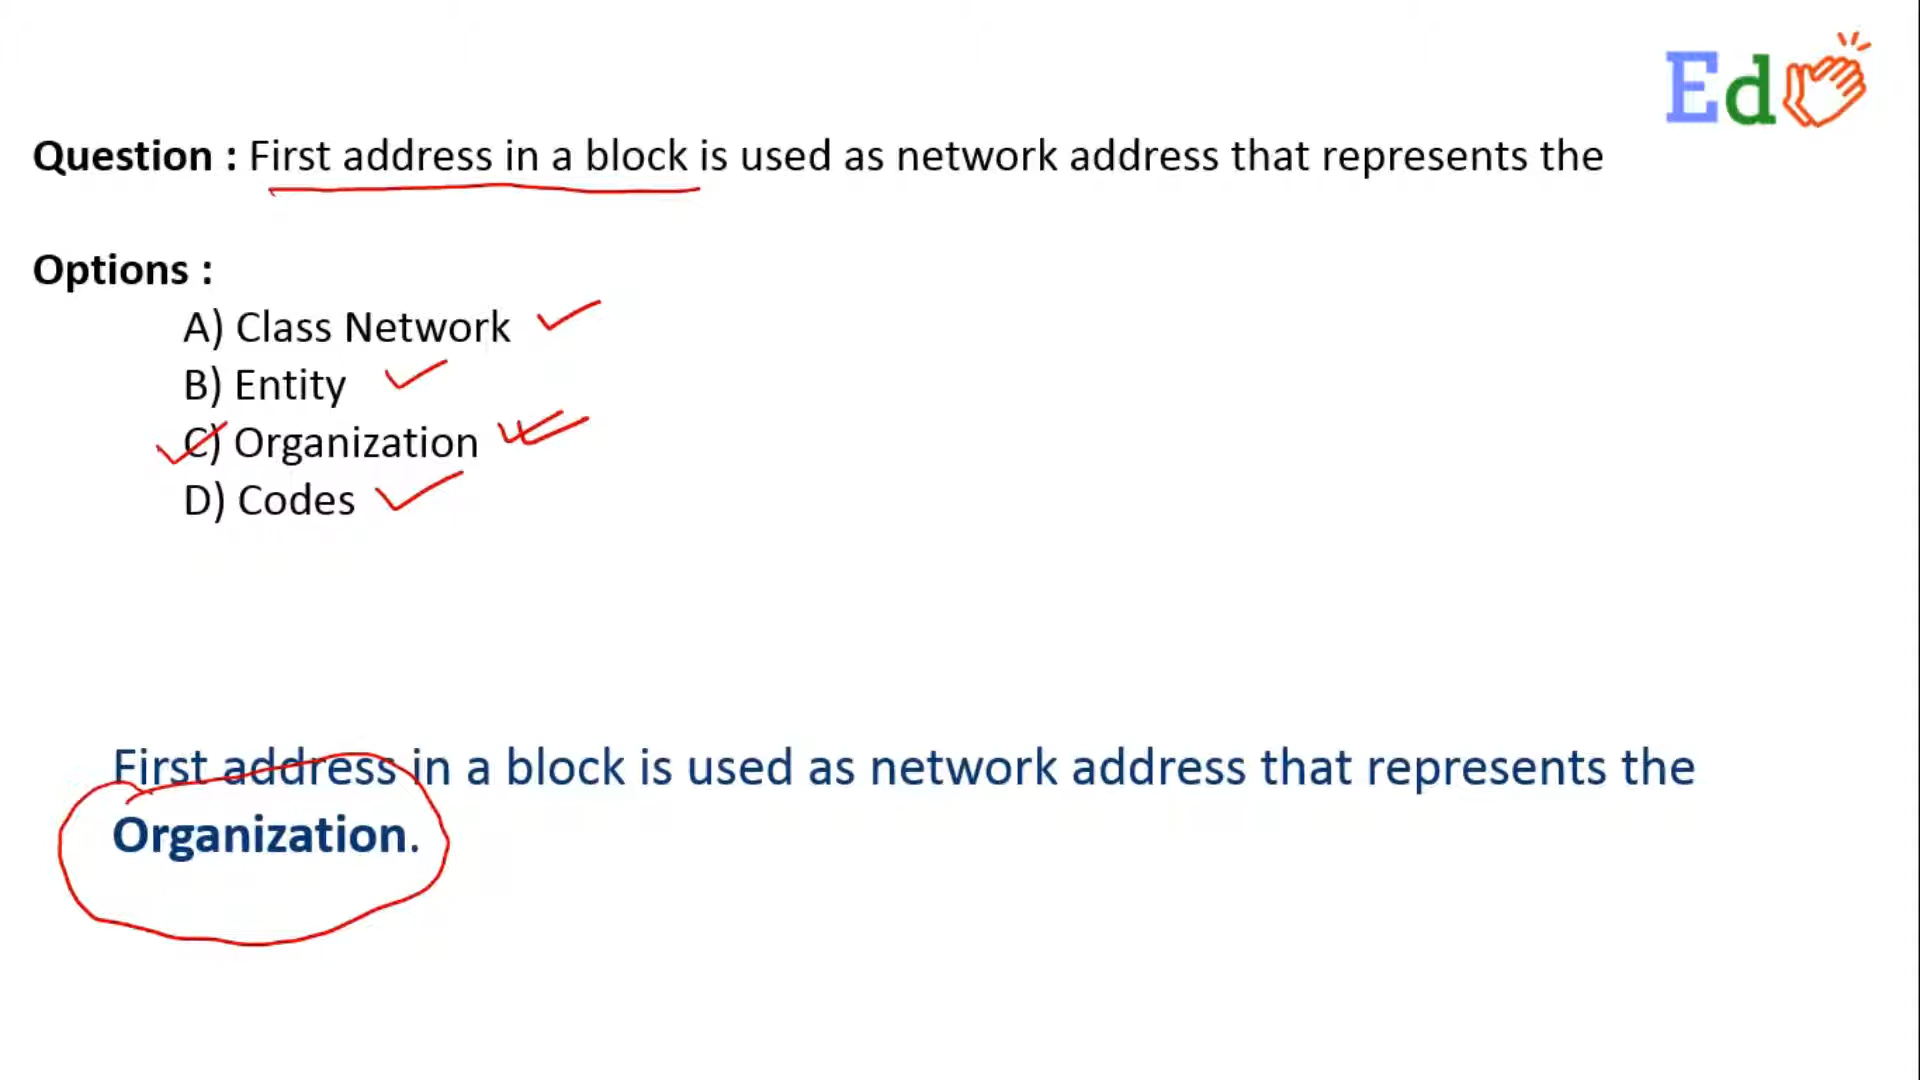 Ed
Question : First address in a block is used as network address that represents the
Options :
A) Class Network
B) Entity
C) Organization
D) Codes
First address in a block is used as network address that represents the
Organization.